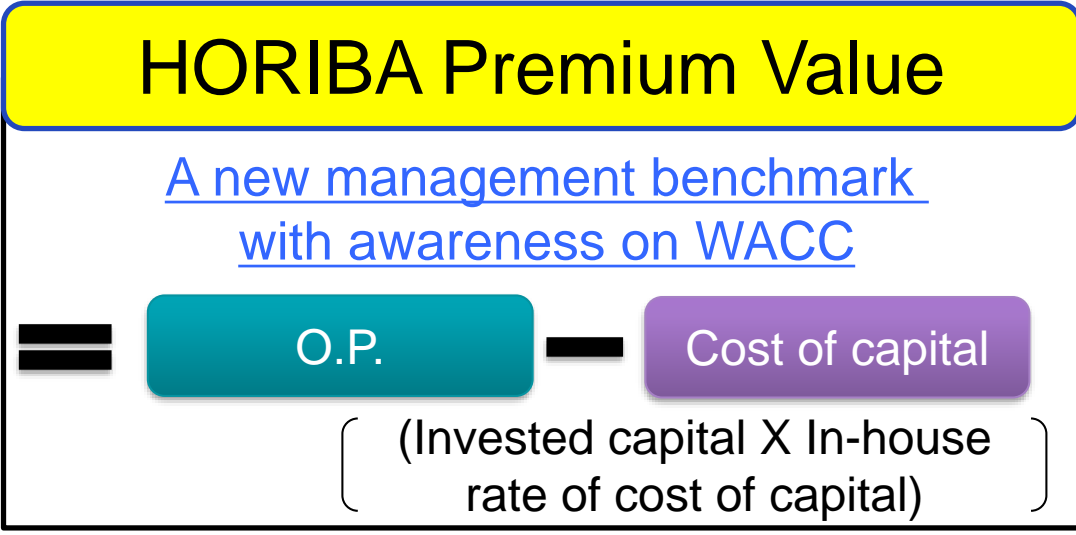 HORIBA Premium Value
A new management benchmark
with awareness on WACC
= O.P. − Cost of capital
(Invested capital X In-house
rate of cost of capital)